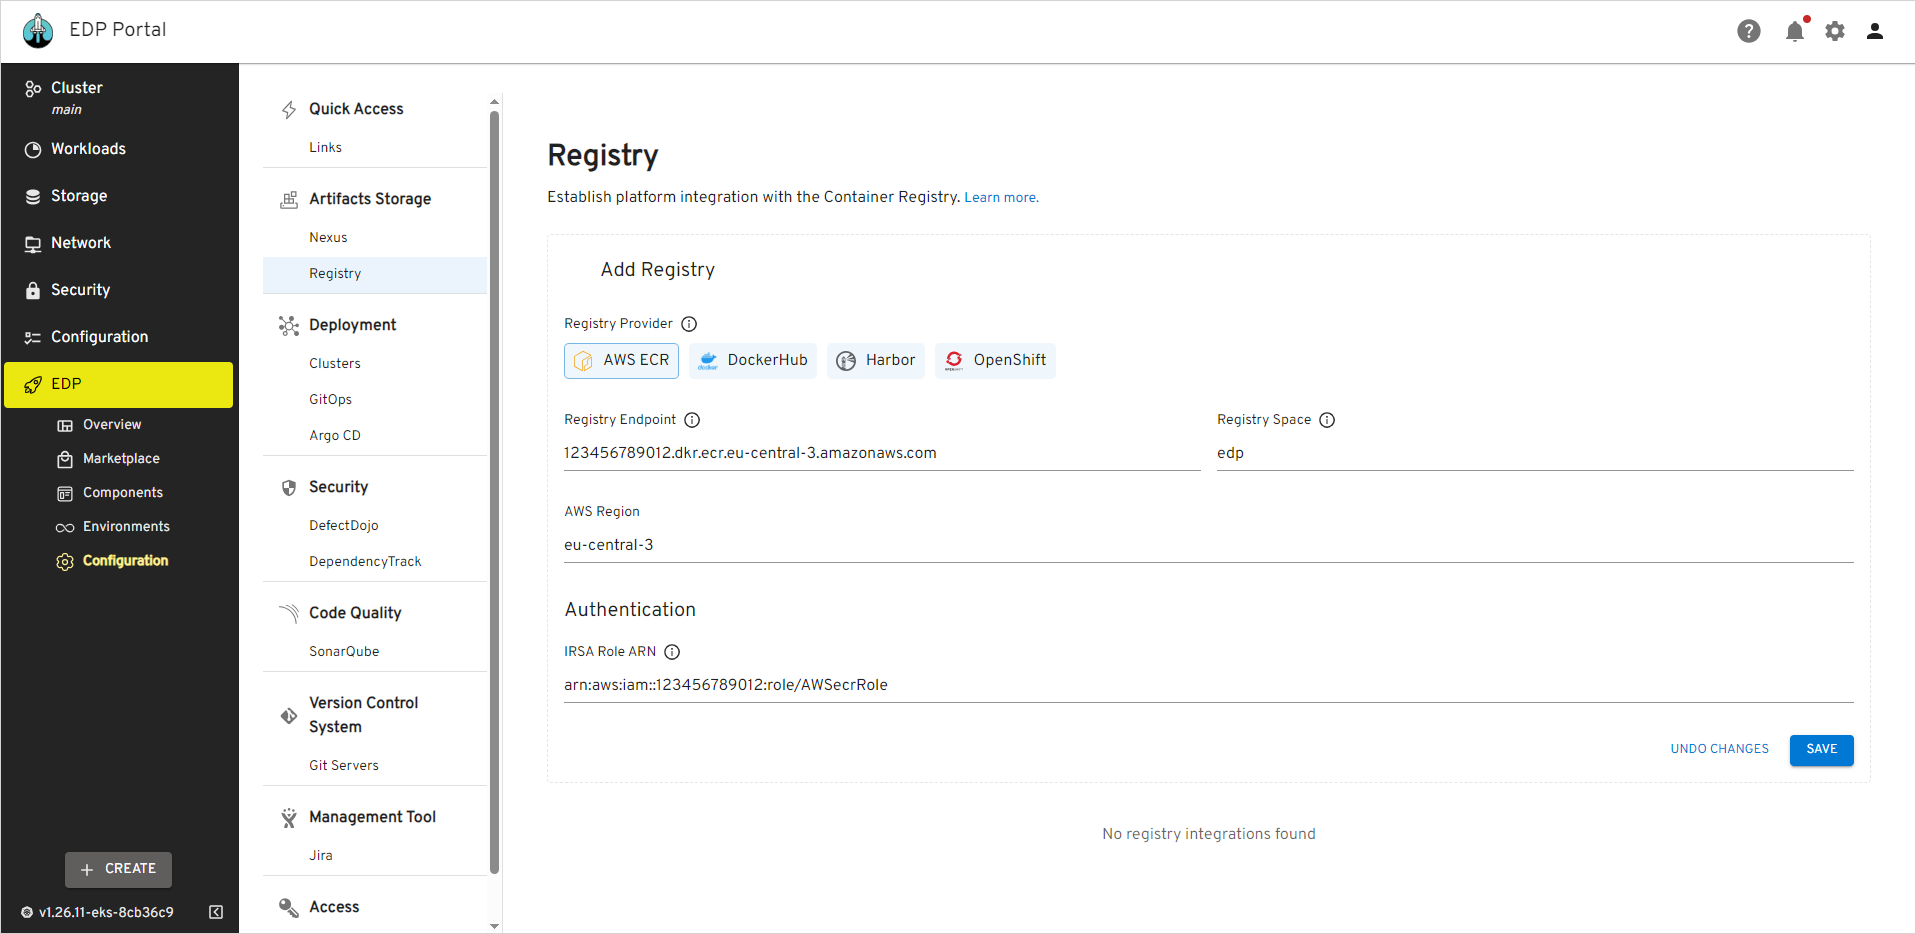 EDP Portal
Cluster
main
Workloads
Storage
Network
Security
Configuration
EDP
Overview
Marketplace
Components
Environments
Configuration
CREATE
v1.26.11-eks-8cb36c9
Quick Access
Links
Artifacts Storage
Nexus
Registry
Deployment
Clusters
GitOps
Argo CD
Security
DefectDojo
DependencyTrack
Code Quality
SonarQube
Version Control
System
Git Servers
Management Tool
Jira
Access
Registry
Establish platform integration with the Container Registry. Learn more.
Add Registry
Registry Provider
AWS ECR
DockerHub
Harbor
OpenShift
Registry Endpoint
123456789012.dkr.ecr.eu-central-3.amazonaws.com
Registry Space
edp
AWS Region
eu-central-3
Authentication
IRSA Role ARN
arn:aws:iam::123456789012:role/AWSecrRole
UNDO CHANGES
SAVE
No registry integrations found